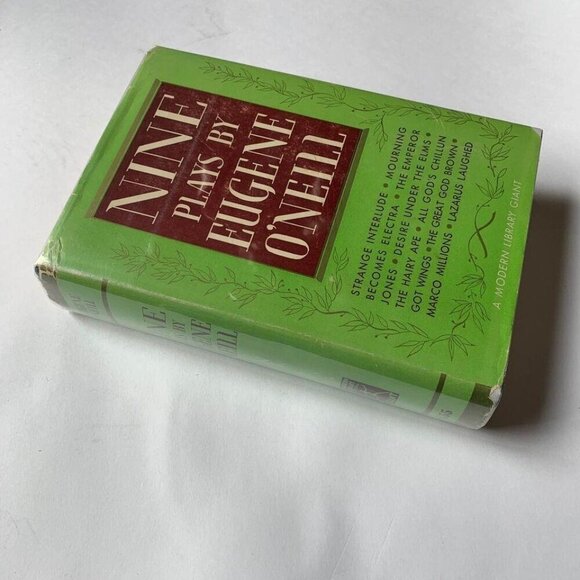 NINE
PLAYS BY
EUGENE
O'NEILL
STRANGE INTERLUDE • MOURNING
BECOMES ELECTRA • THE EMPEROR
JONES • DESIRE UNDER THE ELMS •
THE HAIRY APE • ALL GOD'S CHILLUN
GOT WINGS • THE GREAT GOD BROWN •
MARCO MILLIONS • LAZARUS LAUGHED
A MODERN LIBRARY GIANT